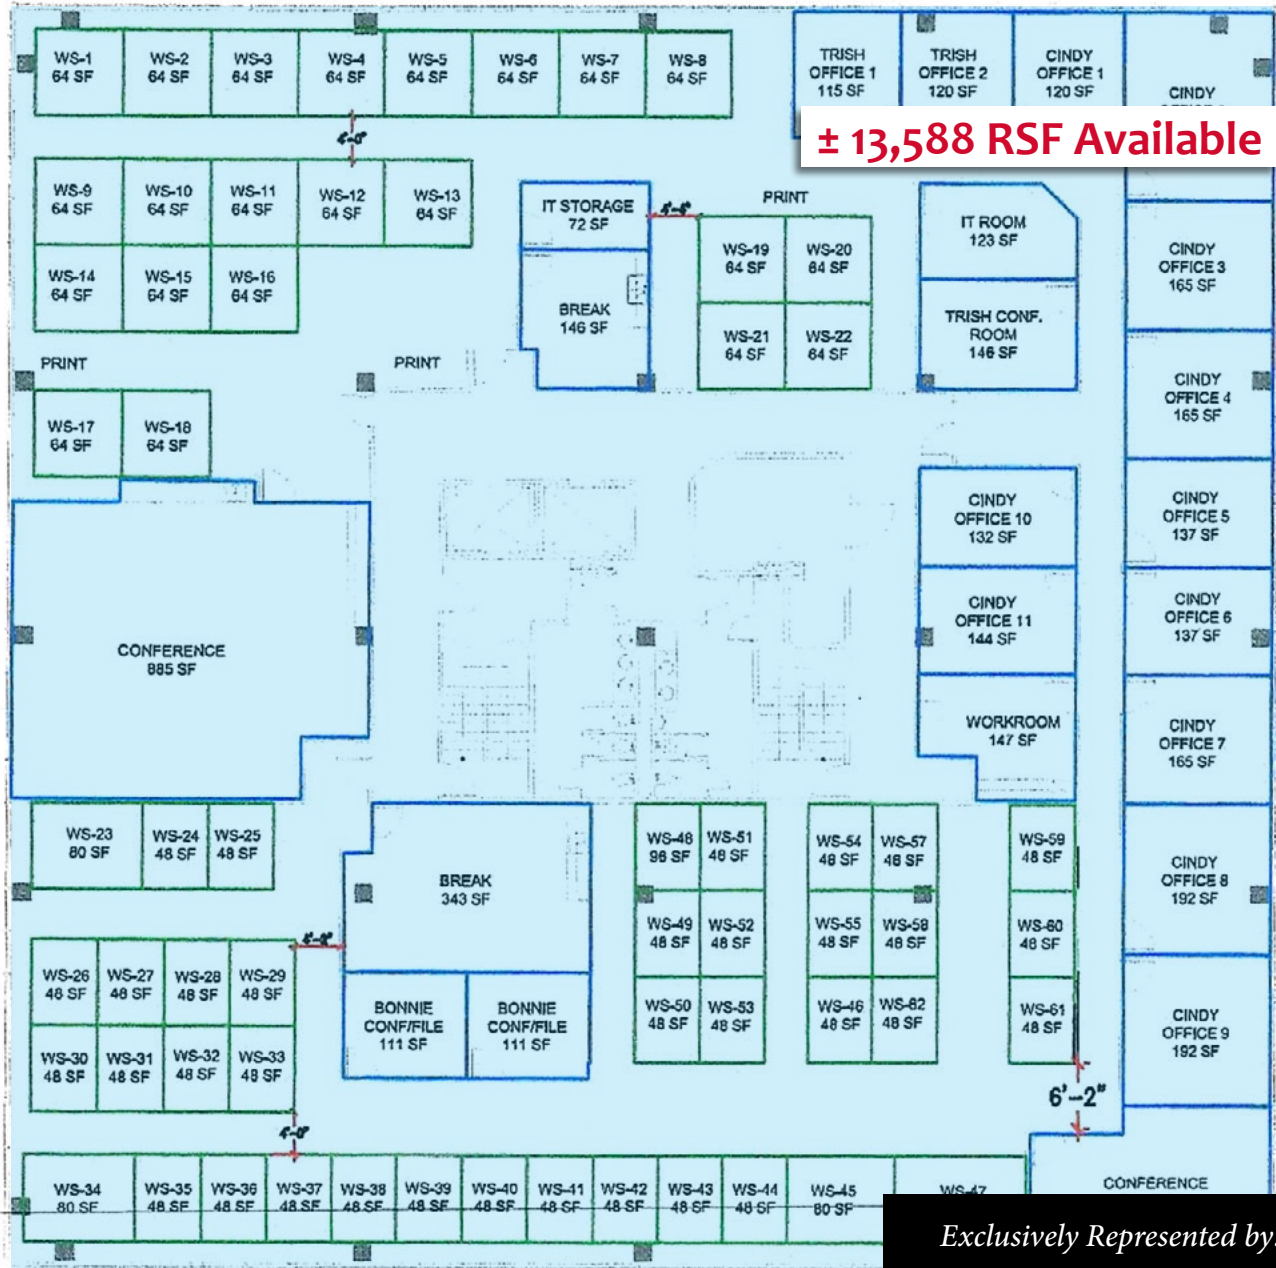 WS-1
64 SF
WS-2
64 SF
WS-3
64 SF
WS-4
64 SF
WS-5
64 SF
WS-6
64 SF
WS-7
64 SF
WS-8
64 SF
TRISH
OFFICE 1
115 SF
TRISH
OFFICE 2
120 SF
CINDY
OFFICE 1
120 SF
CINDY
± 13,588 RSF Available
4'-0"
WS-9
64 SF
WS-10
64 SF
WS-11
64 SF
WS-12
64 SF
WS-13
64 SF
WS-14
64 SF
WS-15
64 SF
WS-16
64 SF
IT STORAGE
72 SF
BREAK
146 SF
PRINT
WS-19
64 SF
WS-20
64 SF
WS-21
64 SF
WS-22
64 SF
IT ROOM
123 SF
TRISH CONF.
ROOM
146 SF
CINDY
OFFICE 3
165 SF
CINDY
OFFICE 4
165 SF
PRINT
PRINT
WS-17
64 SF
WS-18
64 SF
CONFERENCE
885 SF
CINDY
OFFICE 10
132 SF
CINDY
OFFICE 11
144 SF
WORKROOM
147 SF
CINDY
OFFICE 5
137 SF
CINDY
OFFICE 6
137 SF
CINDY
OFFICE 7
165 SF
CINDY
OFFICE 8
192 SF
CINDY
OFFICE 9
192 SF
WS-23
80 SF
WS-24
48 SF
WS-25
48 SF
BREAK
343 SF
BONNIE
CONF/FILE
111 SF
BONNIE
CONF/FILE
111 SF
WS-48
96 SF
WS-51
48 SF
WS-49
48 SF
WS-52
48 SF
WS-50
48 SF
WS-53
48 SF
WS-54
48 SF
WS-57
48 SF
WS-55
48 SF
WS-58
48 SF
WS-46
48 SF
WS-62
48 SF
WS-59
48 SF
WS-60
48 SF
WS-61
48 SF
WS-26
48 SF
WS-27
48 SF
WS-28
48 SF
WS-29
48 SF
WS-30
48 SF
WS-31
48 SF
WS-32
48 SF
WS-33
48 SF
4'-0"
6'-2"
WS-34
80 SF
WS-35
48 SF
WS-36
48 SF
WS-37
48 SF
WS-38
48 SF
WS-39
48 SF
WS-40
48 SF
WS-41
48 SF
WS-42
48 SF
WS-43
48 SF
WS-44
48 SF
WS-45
80 SF
WS-47
CONFERENCE
Exclusively Represented by: